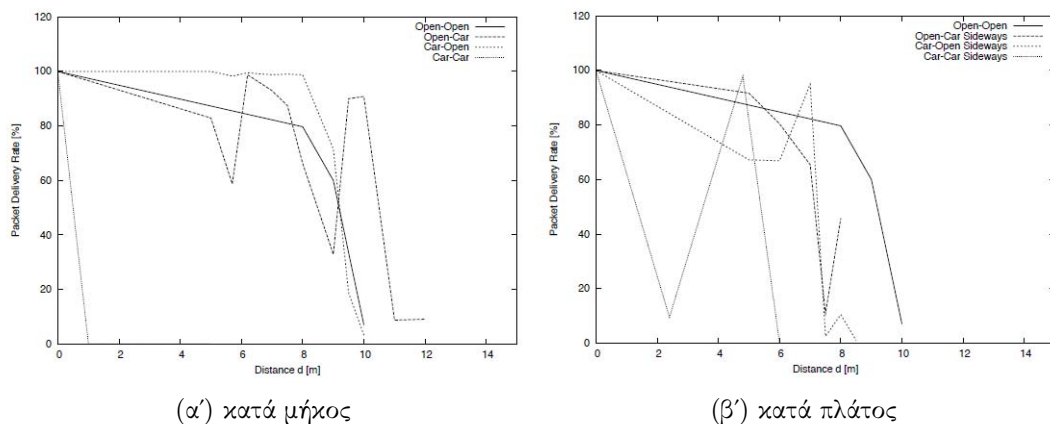 120
100
80
60
40
20
0
Packet Delivery Rate [%]
Open-Open
Open-Car
Car-Open
Car-Car
0 2 4 6 8 10 12 14
Distance d [m]
(αʹ) κατά μήκος
120
100
80
60
40
20
0
Packet Delivery Rate [%]
Open-Open
Open-Car Sideways
Car-Open Sideways
Car-Car Sideways
0 2 4 6 8 10 12 14
Distance d [m]
(βʹ) κατά πλάτος